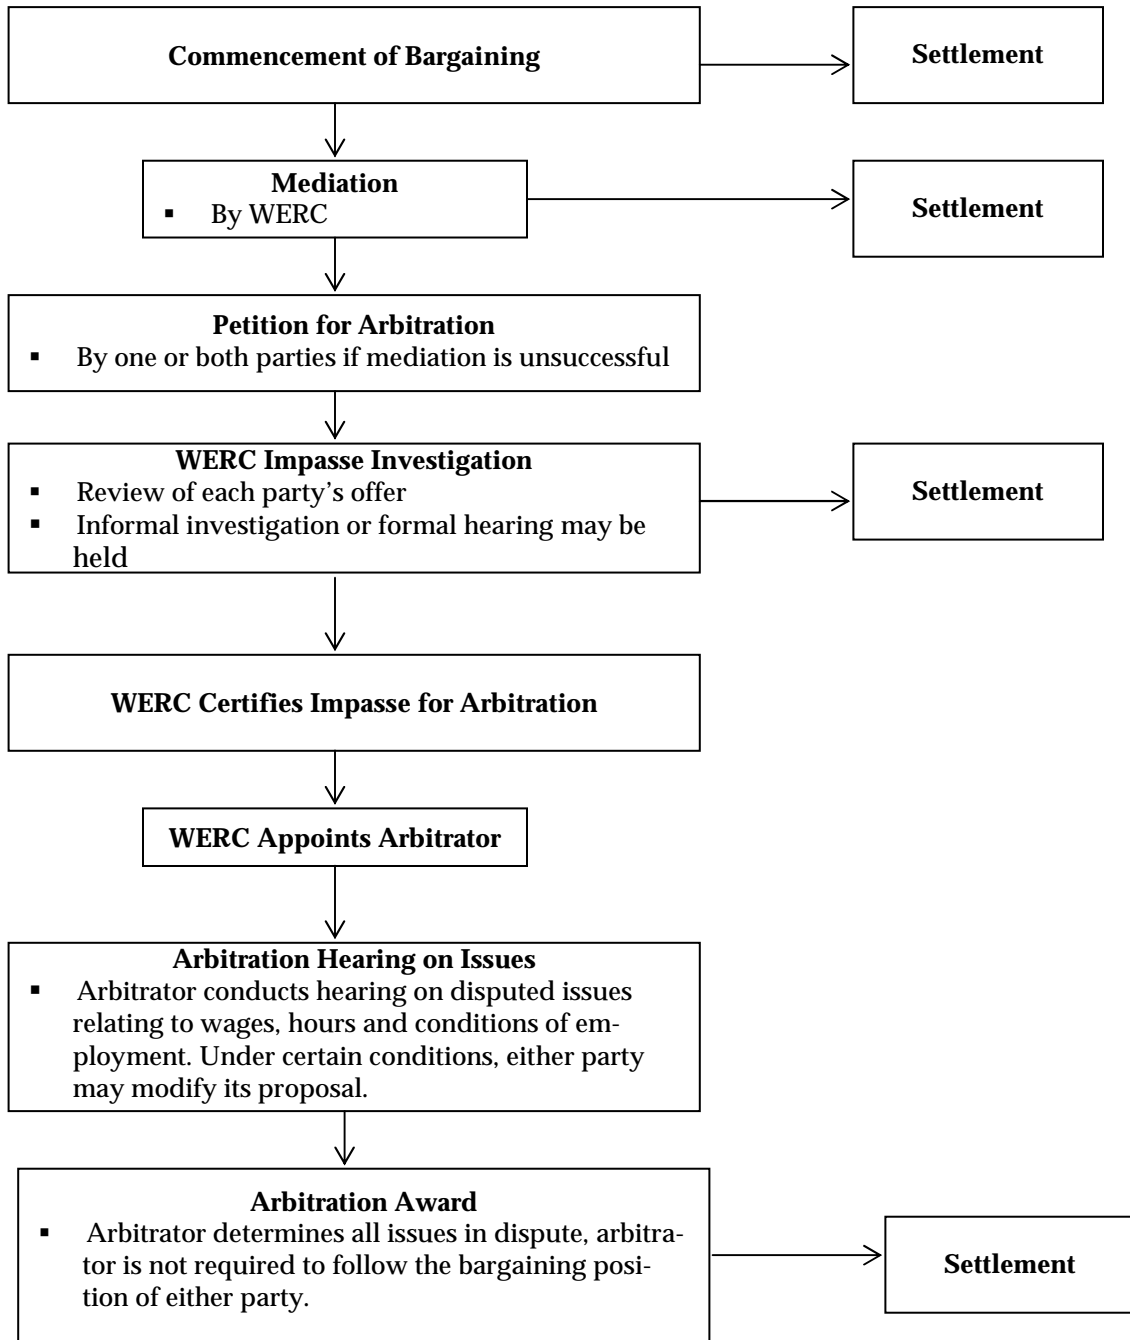 Commencement of Bargaining
Settlement
Mediation
▪ By WERC
Settlement
Petition for Arbitration
▪ By one or both parties if mediation is unsuccessful
WERC Impasse Investigation
▪ Review of each party’s offer
▪ Informal investigation or formal hearing may be
held
Settlement
WERC Certifies Impasse for Arbitration
WERC Appoints Arbitrator
Arbitration Hearing on Issues
▪ Arbitrator conducts hearing on disputed issues
relating to wages, hours and conditions of em-
ployment. Under certain conditions, either party
may modify its proposal.
Arbitration Award
▪ Arbitrator determines all issues in dispute, arbitra-
tor is not required to follow the bargaining posi-
tion of either party.
Settlement